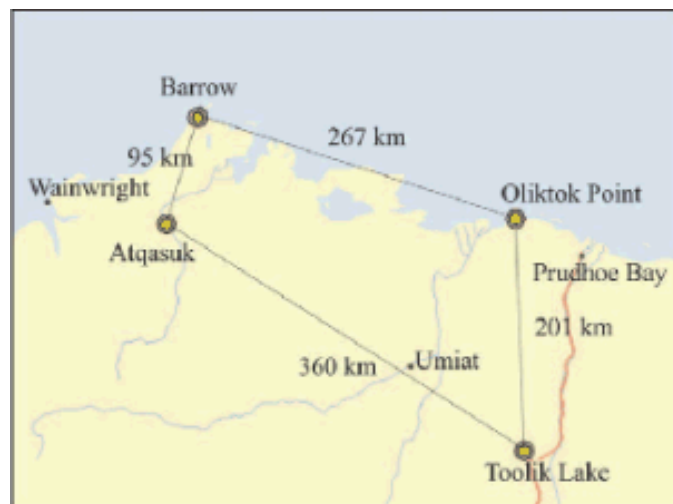 Barrow
267 km
95 km
Wainwright
Oliktok Point
Atqasuk
Prudhoe Bay
201 km
360 km
Umiat
Toolik Lake